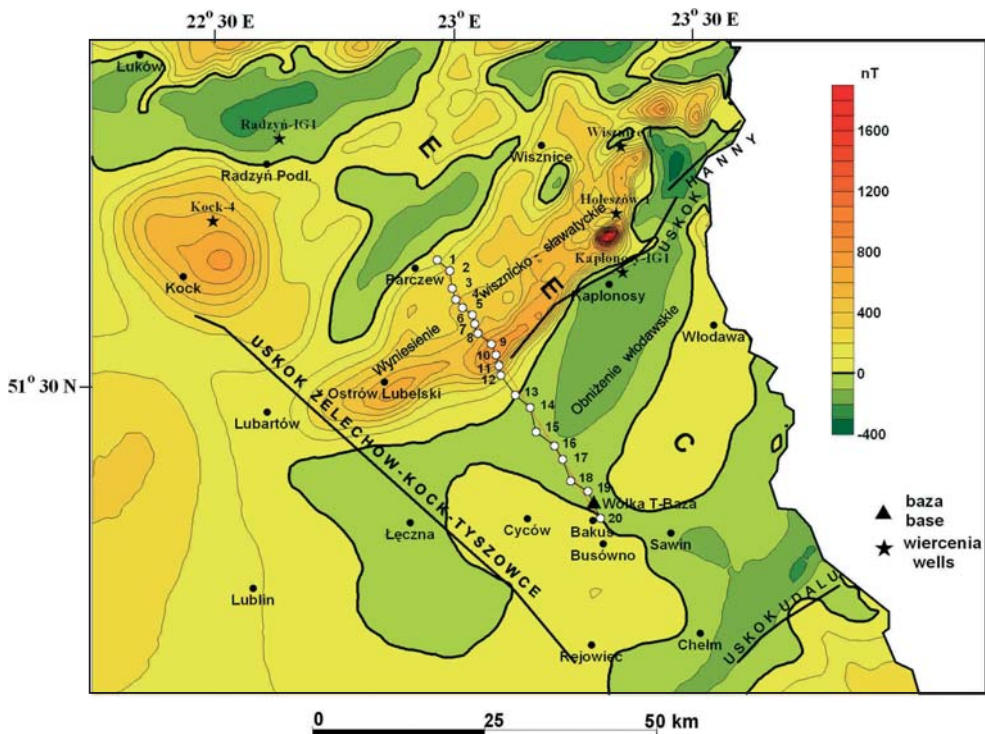 22° 30 E
23° E
23° 30 E
51° 30 N
nT
1600
1200
800
400
0
-400
baza
base
wiercenia
wells
Łuków
Radzyń-IG1
Radzyń Podl.
Kock-4
Kock
Parczew
Wisznice
Wisznice 1
Holeszów 1
Kapłonosy-IG1
Kaplonosy
Włodawa
Ostrów Lubelski
Lubartów
Łęczna
Lublin
Cyców
Wólka T-Baza
Bakus
Busówno
Sawin
Chełm
Rejowiec
E
E
C
Wyniesienie
wisznicko - sławatyckie
Obniżenie włodawskie
USKOK HANNY
USKOK ŻELECHÓW-KOCK-TYSZOWCE
USKOK UDALU
1
2
3
4
5
6
7
8
9
10
11
12
13
14
15
16
17
18
19
20
0
25
50 km